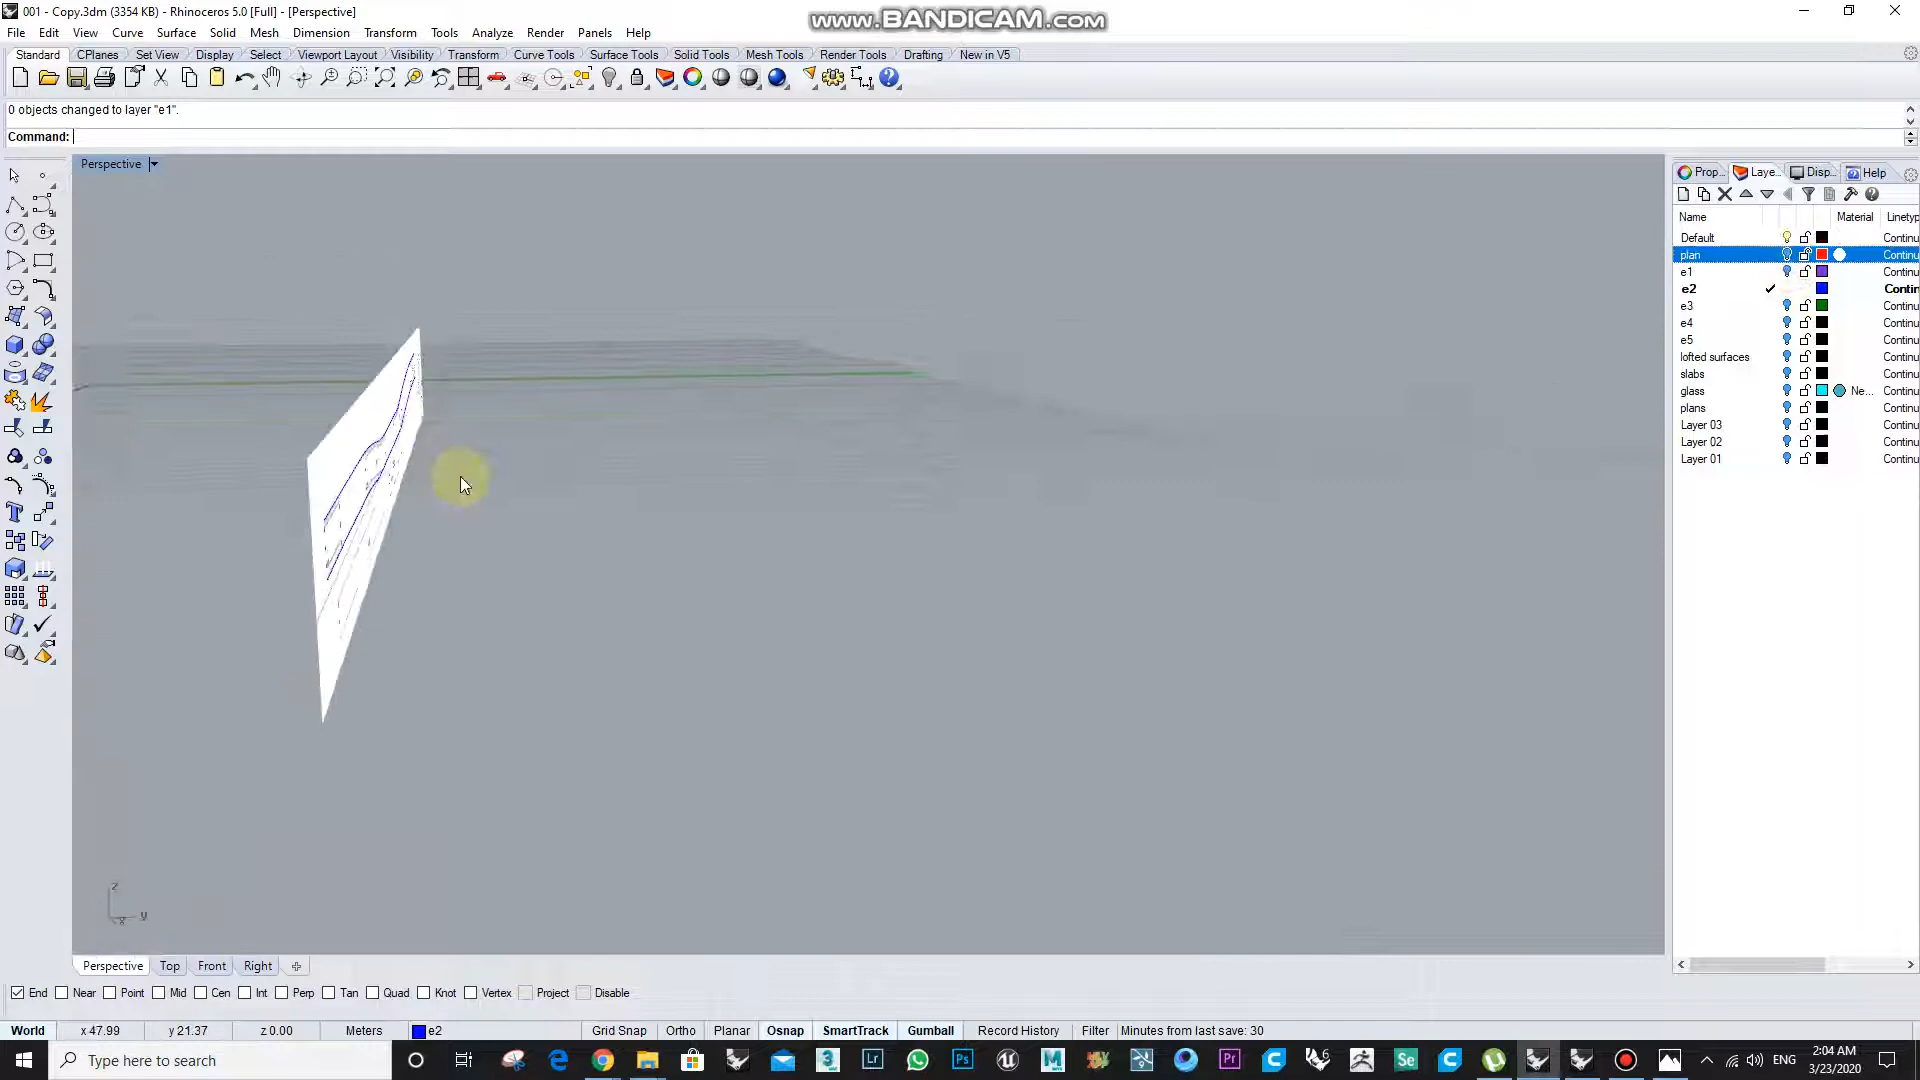 001 - Copy.3dm (3354 KB) - Rhinoceros 5.0 [Full] - [Perspective]
www.BANDICAM.com
File Edit View Curve Surface Solid Mesh Dimension Transform Tools Analyze Render Panels Help
Standard CPlanes Set View Display Select Viewport Layout Visibility Transform Curve Tools Surface Tools Solid Tools Mesh Tools Render Tools Drafting New in V5
0 objects changed to layer "e1".
Command:
Perspective
Prop... Laye... Disp... Help
Name Material Linetyp
Default Continu
plan Continu
e1 Continu
e2 Contin
e3 Continu
e4 Continu
e5 Continu
lofted surfaces Continu
slabs Continu
glass Ne... Continu
plans Continu
Layer 03 Continu
Layer 02 Continu
Layer 01 Continu
z
y
x
Perspective Top Front Right
End Near Point Mid Cen Int Perp Tan Quad Knot Vertex Project Disable
World x 47.99 y 21.37 z 0.00 Meters e2 Grid Snap Ortho Planar Osnap SmartTrack Gumball Record History Filter Minutes from last save: 30
Type here to search
ENG
2:04 AM
3/23/2020